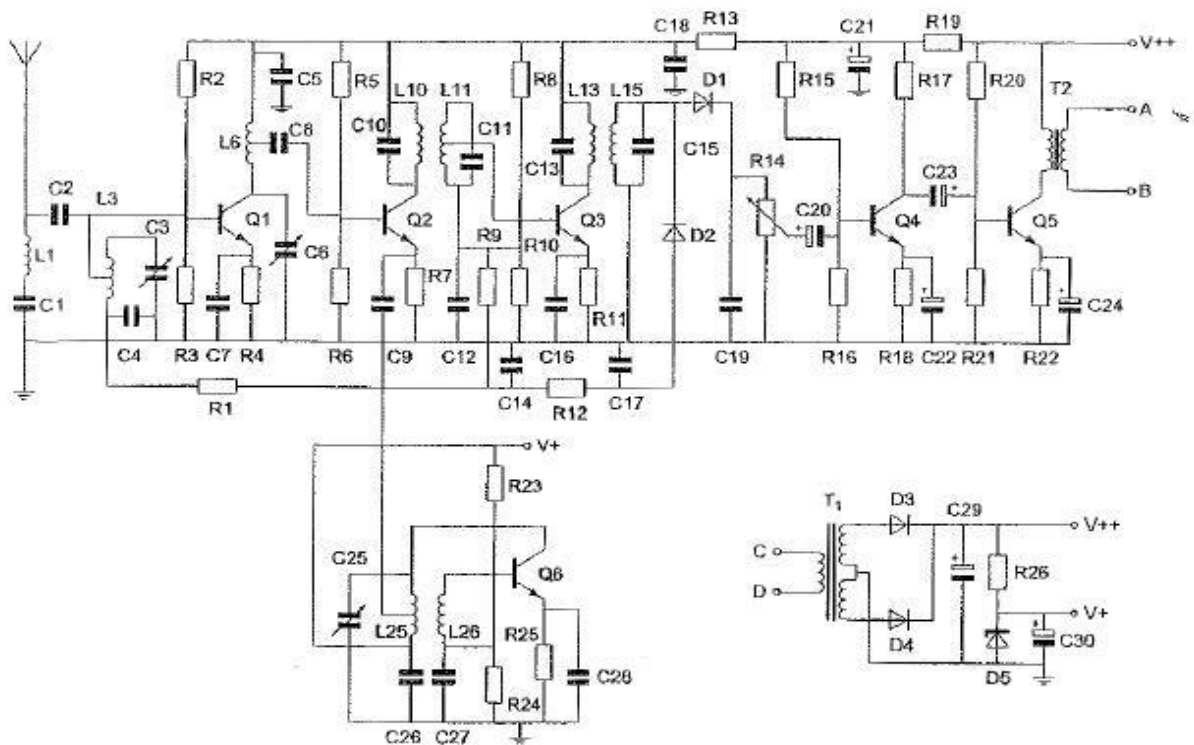 C18 R13 C21 R19
V++
R2 C5 R5 L10 L11 R8 L13 L15 D1 R15 R17 R20 T2
C8 C10 C11
A
L6 C13 C15 R14 C23
C2 L3 B
C3 Q1 Q2 Q3 C20 Q4 Q5
L1 C6 R9 R10 D2
R7
C1 R11 C24
C4 R3 C7 R4 R6 C9 C12 C16 C19 R16 R18 C22 R21 R22
R1 C14 R12 C17
V+
R23
T1 D3 C29 V++
C25 Q6 C
R26
D
L25 L26 R25 V+
D4 C30
R24 C28 D5
C26 C27